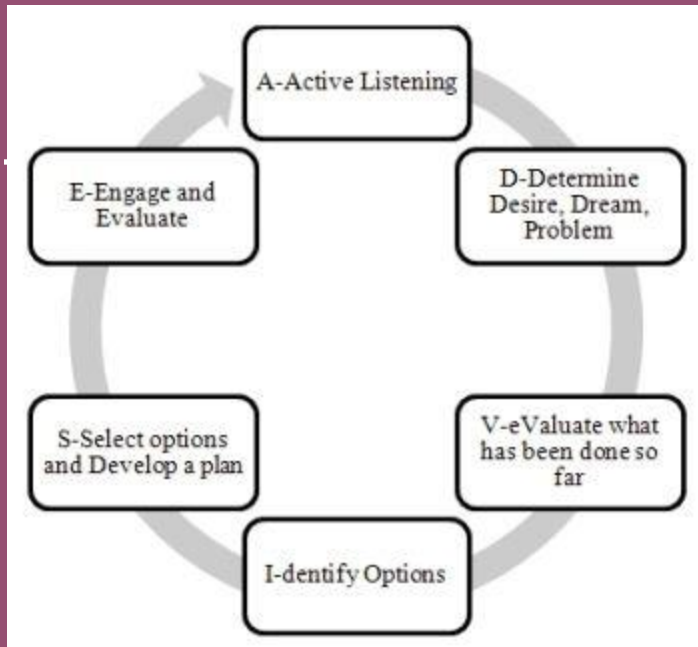 A-Active Listening
D-Determine
Desire, Dream,
Problem
V-eValuate what
has been done so
far
I-dentify Options
S-Select options
and Develop a plan
E-Engage and
Evaluate